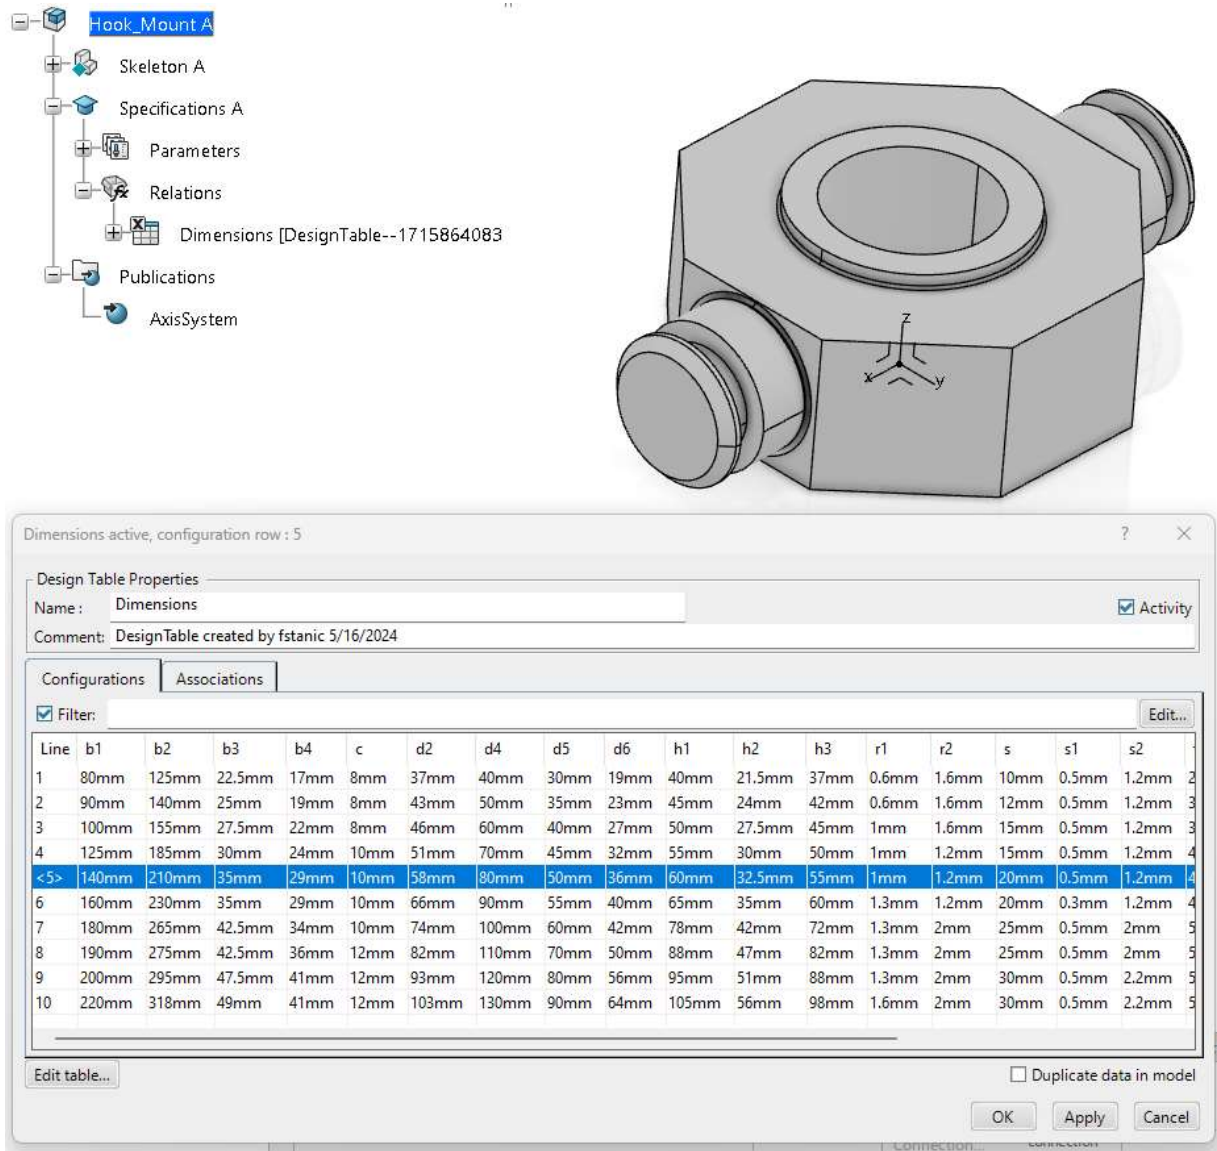 Hook_Mount A
Skeleton A
Specifications A
Parameters
Relations
Dimensions [DesignTable--1715864083
Publications
AxisSystem
z
x y
Dimensions active, configuration row : 5 ?
Design Table Properties
Name : Dimensions Activity
Comment: DesignTable created by fstanic 5/16/2024
Configurations Associations
Filter: Edit...
Line b1 b2 b3 b4 c d2 d4 d5 d6 h1 h2 h3 r1 r2 s s1 s2
1 80mm 125mm 22.5mm 17mm 8mm 37mm 40mm 30mm 19mm 40mm 21.5mm 37mm 0.6mm 1.6mm 10mm 0.5mm 1.2mm 2
2 90mm 140mm 25mm 19mm 8mm 43mm 50mm 35mm 23mm 45mm 24mm 42mm 0.6mm 1.6mm 12mm 0.5mm 1.2mm 3
3 100mm 155mm 27.5mm 22mm 8mm 46mm 60mm 40mm 27mm 50mm 27.5mm 45mm 1mm 1.6mm 15mm 0.5mm 1.2mm 3
4 125mm 185mm 30mm 24mm 10mm 51mm 70mm 45mm 32mm 55mm 30mm 50mm 1mm 1.2mm 15mm 0.5mm 1.2mm 4
<5> 140mm 210mm 35mm 29mm 10mm 58mm 80mm 50mm 36mm 60mm 32.5mm 55mm 1mm 1.2mm 20mm 0.5mm 1.2mm 4
6 160mm 230mm 35mm 29mm 10mm 66mm 90mm 55mm 40mm 65mm 35mm 60mm 1.3mm 1.2mm 20mm 0.3mm 1.2mm 4
7 180mm 265mm 42.5mm 34mm 10mm 74mm 100mm 60mm 42mm 78mm 42mm 72mm 1.3mm 2mm 25mm 0.5mm 2mm 5
8 190mm 275mm 42.5mm 36mm 12mm 82mm 110mm 70mm 50mm 88mm 47mm 82mm 1.3mm 2mm 25mm 0.5mm 2mm 5
9 200mm 295mm 47.5mm 41mm 12mm 93mm 120mm 80mm 56mm 95mm 51mm 88mm 1.3mm 2mm 30mm 0.5mm 2.2mm 5
10 220mm 318mm 49mm 41mm 12mm 103mm 130mm 90mm 64mm 105mm 56mm 98mm 1.6mm 2mm 30mm 0.5mm 2.2mm 5
Edit table... Duplicate data in model
OK Apply Cancel